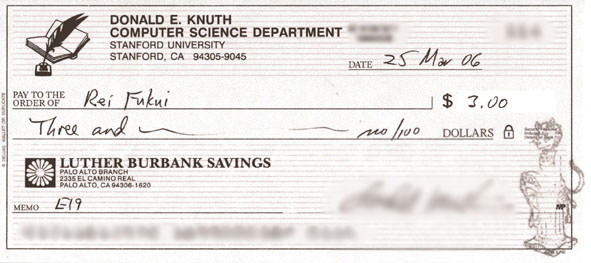 DONALD E. KNUTH
COMPUTER SCIENCE DEPARTMENT
STANFORD UNIVERSITY
STANFORD, CA 94305-9045
DATE 25 Mar 06
PAY TO THE
ORDER OF Rei Fukui $ 3.00
Three and no/100 DOLLARS
LUTHER BURBANK SAVINGS
PALO ALTO BRANCH
2335 EL CAMINO REAL
PALO ALTO, CA 94306-1620
MEMO E19
MP